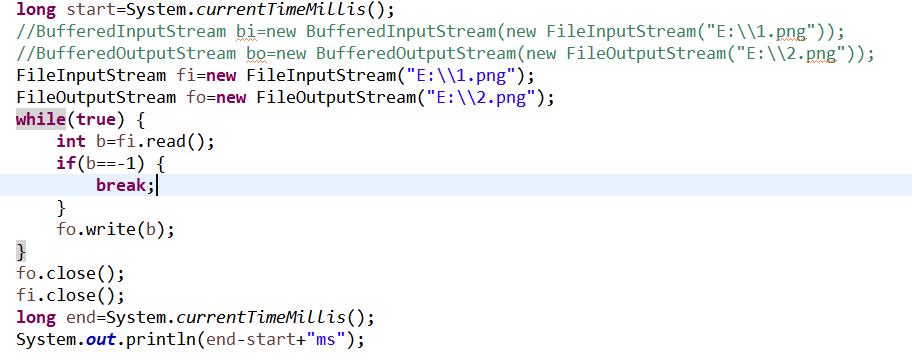 long start=System.currentTimeMillis();
//BufferedInputStream bi=new BufferedInputStream(new FileInputStream("E:\\1.png"));
//BufferedOutputStream bo=new BufferedOutputStream(new FileOutputStream("E:\\2.png"));
FileInputStream fi=new FileInputStream("E:\\1.png");
FileOutputStream fo=new FileOutputStream("E:\\2.png");
while(true) {
    int b=fi.read();
    if(b==-1) {
        break;
    }
    fo.write(b);
}
fo.close();
fi.close();
long end=System.currentTimeMillis();
System.out.println(end-start+"ms");